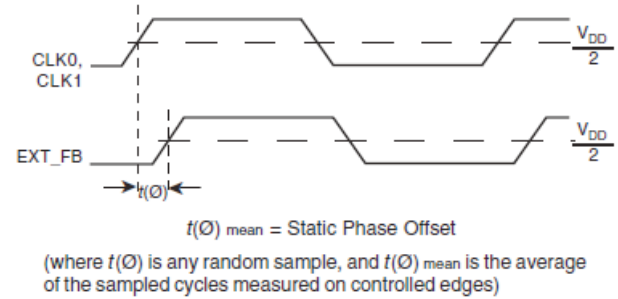 CLK0,
CLK1
V_DD
2
EXT_FB
V_DD
2
t(Ø)
t(Ø) mean = Static Phase Offset
(where t(Ø) is any random sample, and t(Ø) mean is the average
of the sampled cycles measured on controlled edges)